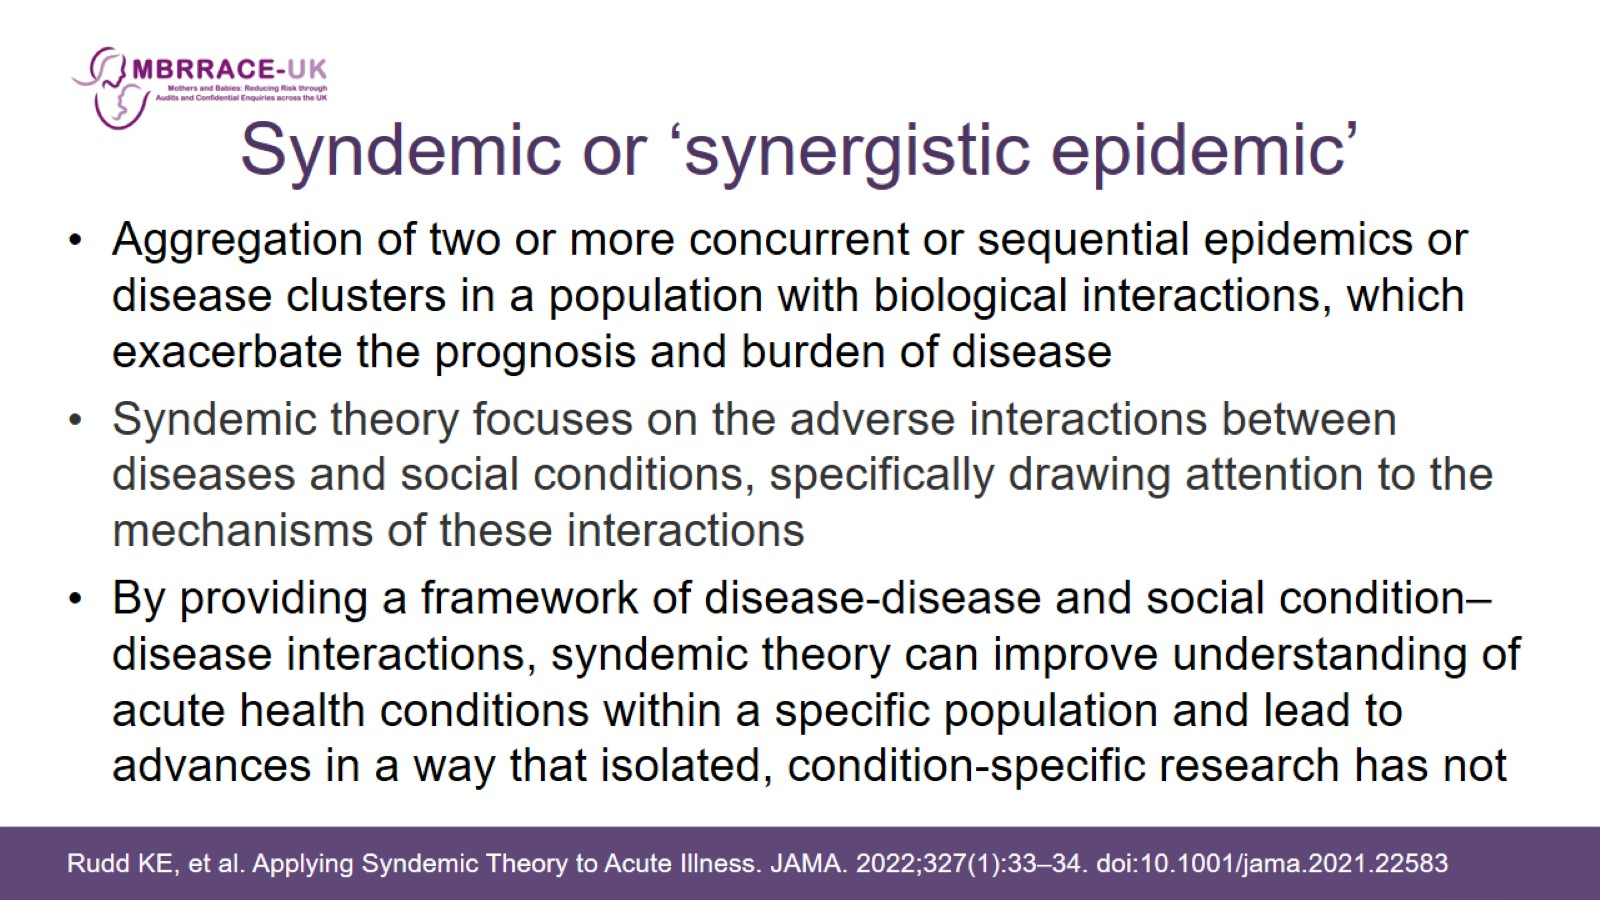 MBRRACE-UK
Mothers and Babies: Reducing Risk through
Audits and Confidential Enquiries across the UK
Syndemic or ‘synergistic epidemic’
• Aggregation of two or more concurrent or sequential epidemics or
disease clusters in a population with biological interactions, which
exacerbate the prognosis and burden of disease
• Syndemic theory focuses on the adverse interactions between
diseases and social conditions, specifically drawing attention to the
mechanisms of these interactions
• By providing a framework of disease-disease and social condition–
disease interactions, syndemic theory can improve understanding of
acute health conditions within a specific population and lead to
advances in a way that isolated, condition-specific research has not
Rudd KE, et al. Applying Syndemic Theory to Acute Illness. JAMA. 2022;327(1):33–34. doi:10.1001/jama.2021.22583